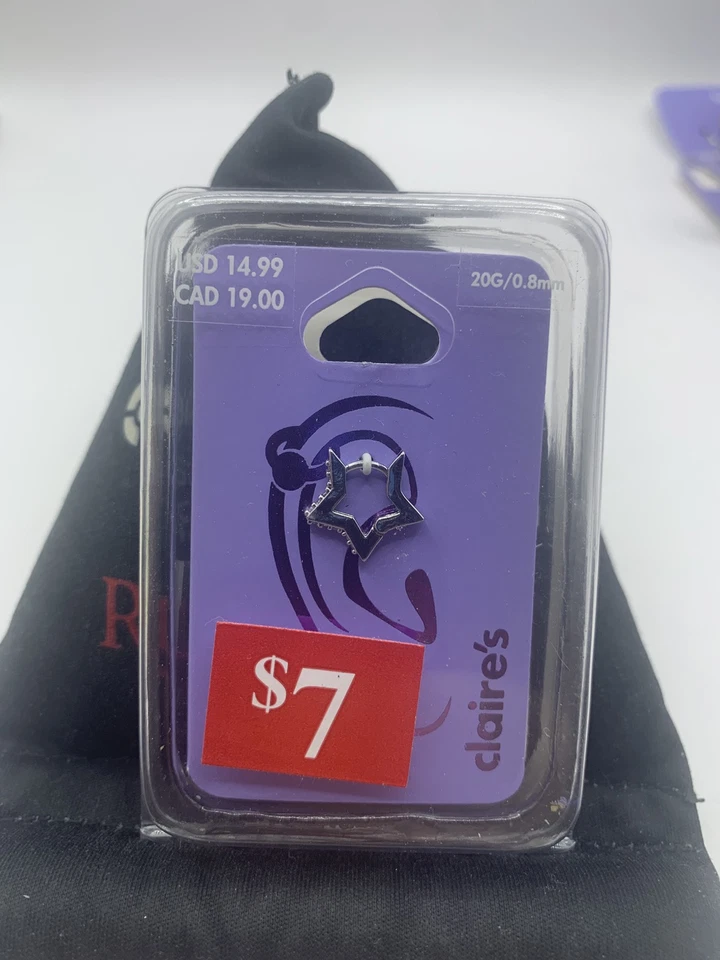 USD 14.99
CAD 19.00
20G/0.8mm
$7
claire's